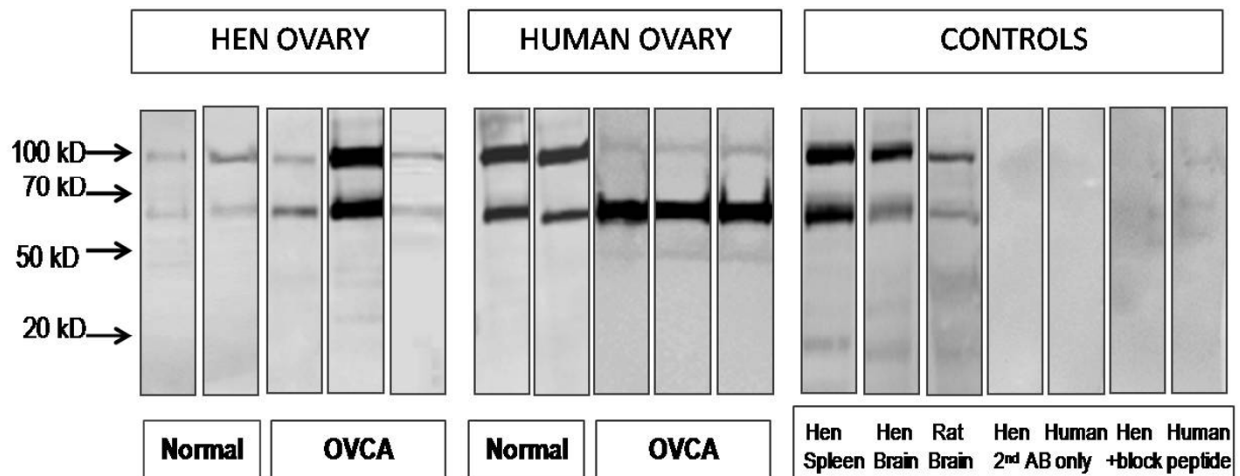 HEN OVARY
HUMAN OVARY
CONTROLS
100 kD
70 kD
50 kD
20 kD
Normal
OVCA
Normal
OVCA
Hen Hen Rat Hen Human Hen Human
Spleen Brain Brain 2nd AB only +block peptide